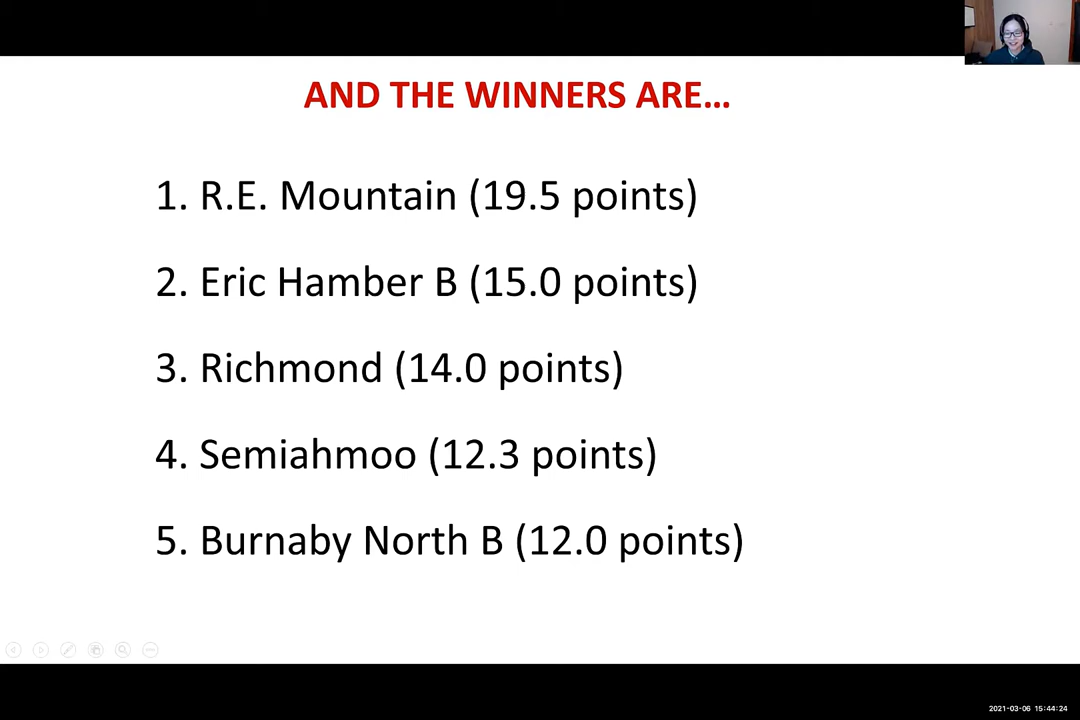 AND THE WINNERS ARE…
1. R.E. Mountain (19.5 points)
2. Eric Hamber B (15.0 points)
3. Richmond (14.0 points)
4. Semiahmoo (12.3 points)
5. Burnaby North B (12.0 points)
2021-03-06 15:44:24